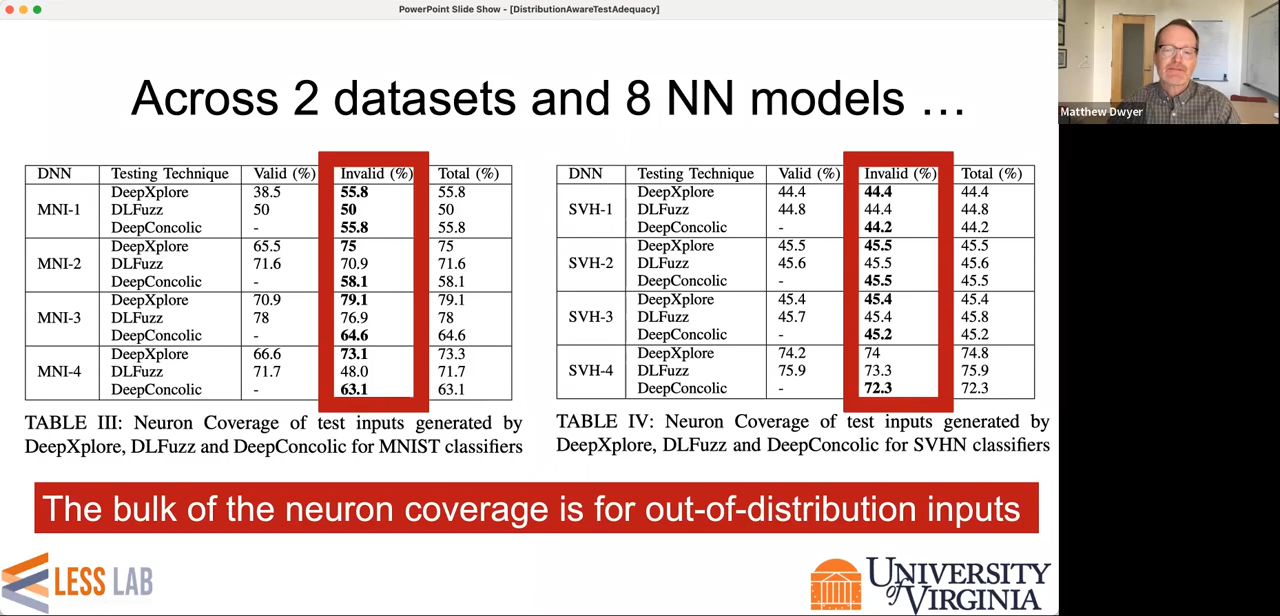 PowerPoint Slide Show - [DistributionAwareTestAdequacy]
Matthew Dwyer
Across 2 datasets and 8 NN models …
DNN Testing Technique Valid (%) Invalid (%) Total (%)
MNI-1 DeepXplore 38.5 55.8 55.8
DLFuzz 50 50 50
DeepConcolic - 55.8 55.8
MNI-2 DeepXplore 65.5 75 75
DLFuzz 71.6 70.9 71.6
DeepConcolic - 58.1 58.1
MNI-3 DeepXplore 70.9 79.1 79.1
DLFuzz 78 76.9 78
DeepConcolic - 64.6 64.6
MNI-4 DeepXplore 66.6 73.1 73.3
DLFuzz 71.7 48.0 71.7
DeepConcolic - 63.1 63.1
TABLE III: Neuron Coverage of test inputs generated by
DeepXplore, DLFuzz and DeepConcolic for MNIST classifiers
DNN Testing Technique Valid (%) Invalid (%) Total (%)
SVH-1 DeepXplore 44.4 44.4 44.4
DLFuzz 44.8 44.4 44.8
DeepConcolic - 44.2 44.2
SVH-2 DeepXplore 45.5 45.5 45.5
DLFuzz 45.6 45.5 45.6
DeepConcolic - 45.5 45.5
SVH-3 DeepXplore 45.4 45.4 45.4
DLFuzz 45.7 45.4 45.8
DeepConcolic - 45.2 45.2
SVH-4 DeepXplore 74.2 74 74.8
DLFuzz 75.9 73.3 75.9
DeepConcolic - 72.3 72.3
TABLE IV: Neuron Coverage of test inputs generated by
DeepXplore, DLFuzz and DeepConcolic for SVHN classifiers
The bulk of the neuron coverage is for out-of-distribution inputs
LESS LAB
UNIVERSITY
of VIRGINIA